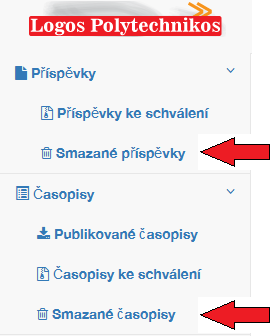 Logos Polytechnikos
Příspěvky
Příspěvky ke schválení
Smazané příspěvky
Časopisy
Publikované časopisy
Časopisy ke schválení
Smazané časopisy